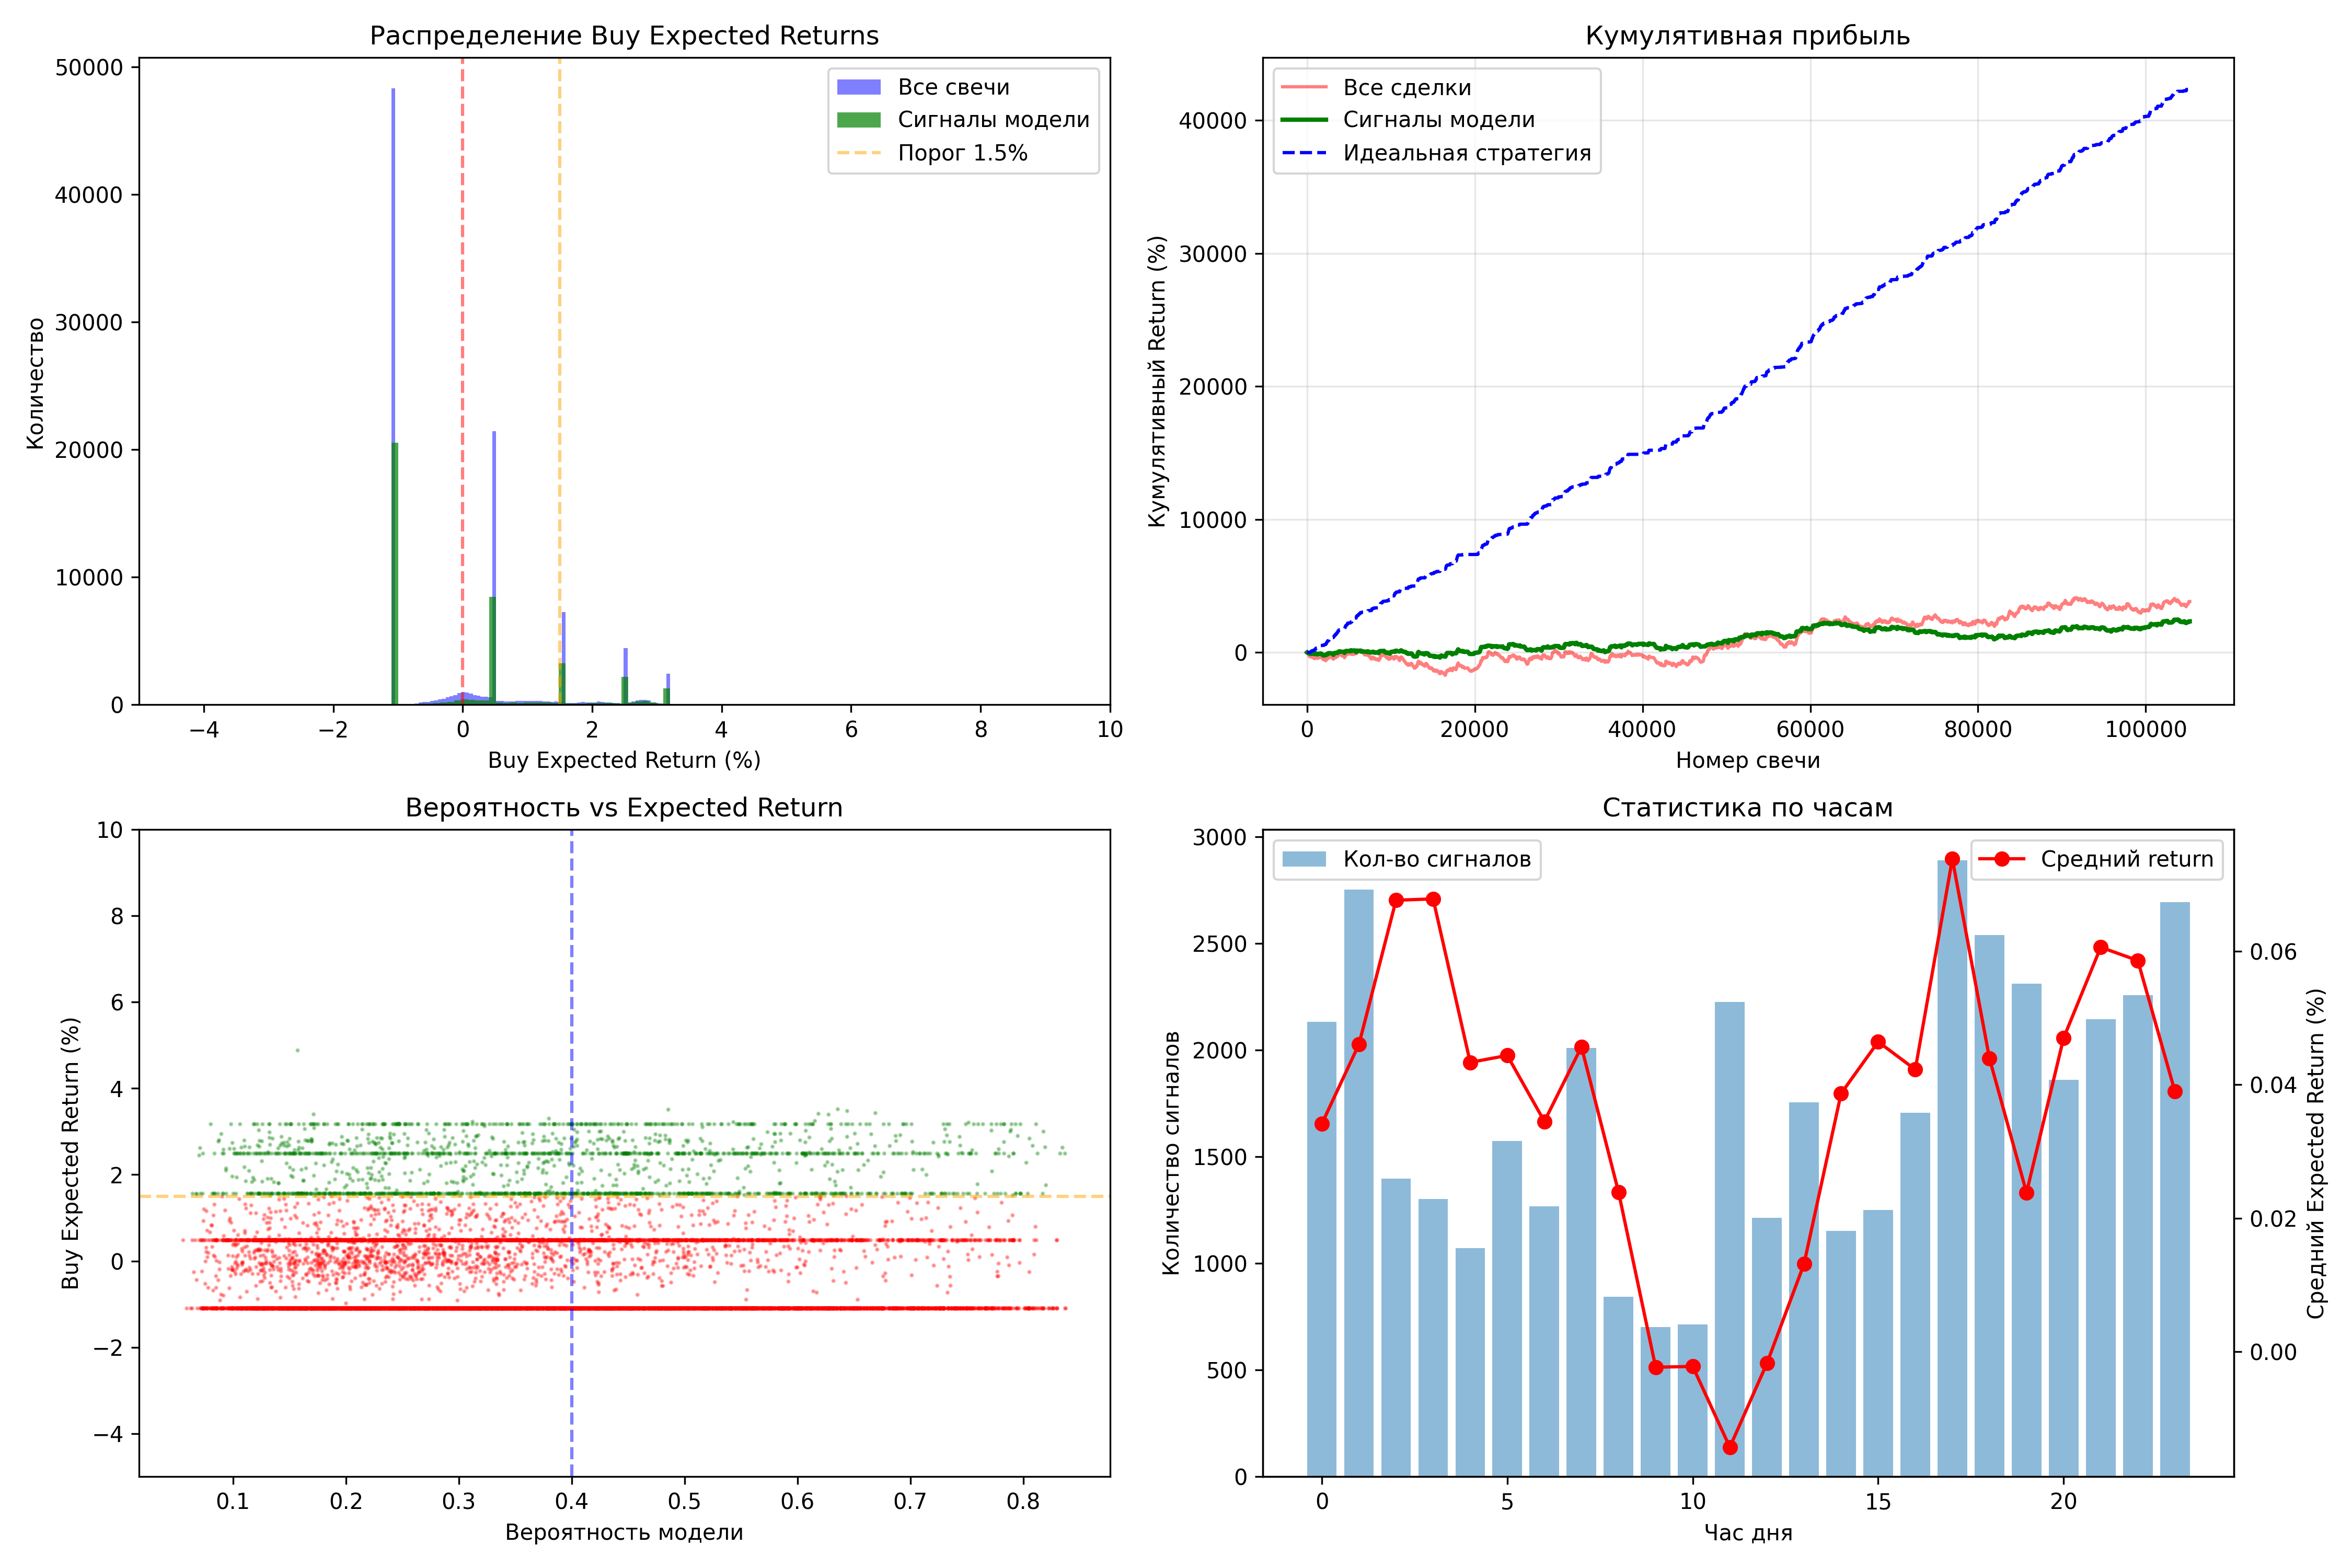 Распределение Buy Expected Returns
Количество
50000
40000
30000
20000
10000
0
−4
−2
0
2
4
6
8
10
Buy Expected Return (%)
Все свечи
Сигналы модели
Порог 1.5%
Кумулятивная прибыль
Кумулятивный Return (%)
40000
30000
20000
10000
0
0
20000
40000
60000
80000
100000
Номер свечи
Все сделки
Сигналы модели
Идеальная стратегия
Вероятность vs Expected Return
Buy Expected Return (%)
10
8
6
4
2
0
−2
−4
0.1
0.2
0.3
0.4
0.5
0.6
0.7
0.8
Вероятность модели
Статистика по часам
Количество сигналов
3000
2500
2000
1500
1000
500
0
0
5
10
15
20
Час дня
Кол-во сигналов
Средний return
0.06
0.04
0.02
0.00
Средний Expected Return (%)